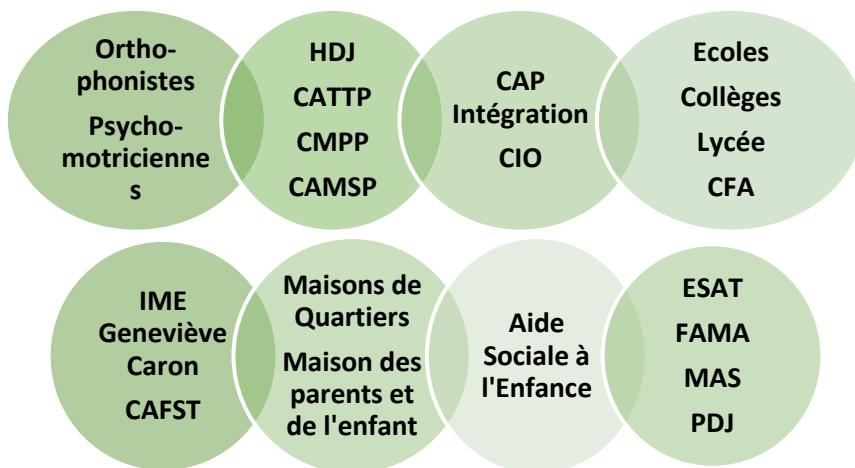 Ortho-
phonistes
Psycho-
motricienne
s
HDJ
CATTP
CMPP
CAMSP
CAP
Intégration
CIO
Ecoles
Collèges
Lycée
CFA
IME
Geneviève
Caron
CAFST
Maisons de
Quartiers
Maison des
parents et
de l'enfant
Aide
Sociale à
l'Enfance
ESAT
FAMA
MAS
PDJ